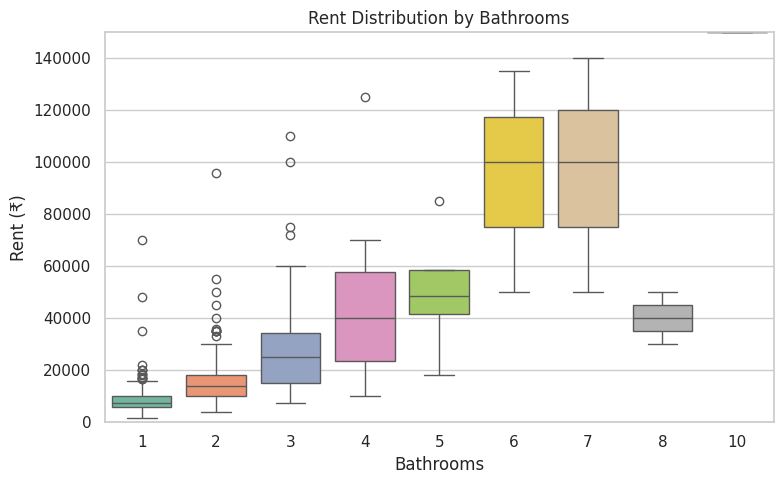 Rent Distribution by Bathrooms
Rent (₹)
140000
120000
100000
80000
60000
40000
20000
0
1 2 3 4 5 6 7 8 10
Bathrooms